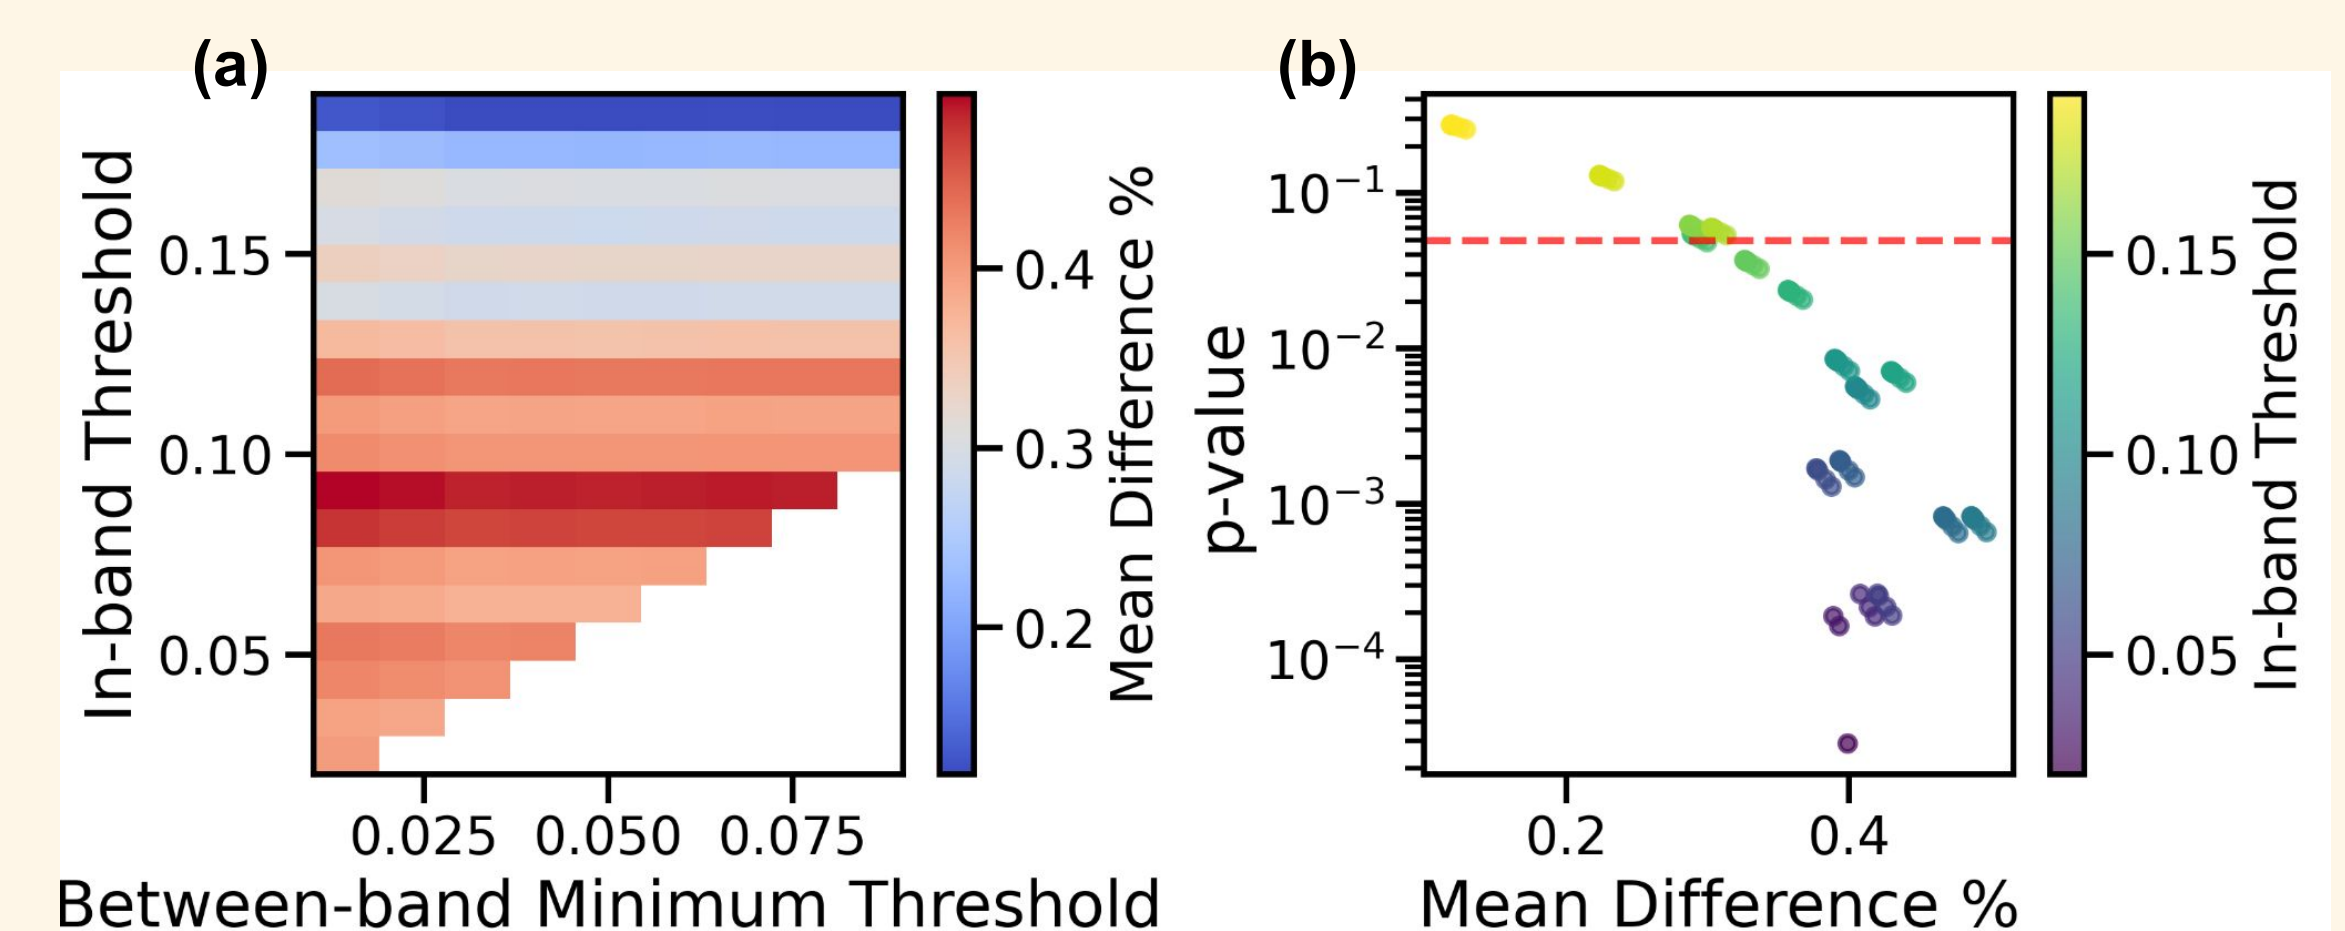 (a)
In-band Threshold
0.15
0.10
0.05
0.025 0.050 0.075
Between-band Minimum Threshold
0.4
0.3
0.2
Mean Difference %
(b)
p-value
10⁻¹
10⁻²
10⁻³
10⁻⁴
0.2 0.4
Mean Difference %
0.15
0.10
0.05
In-band Threshold